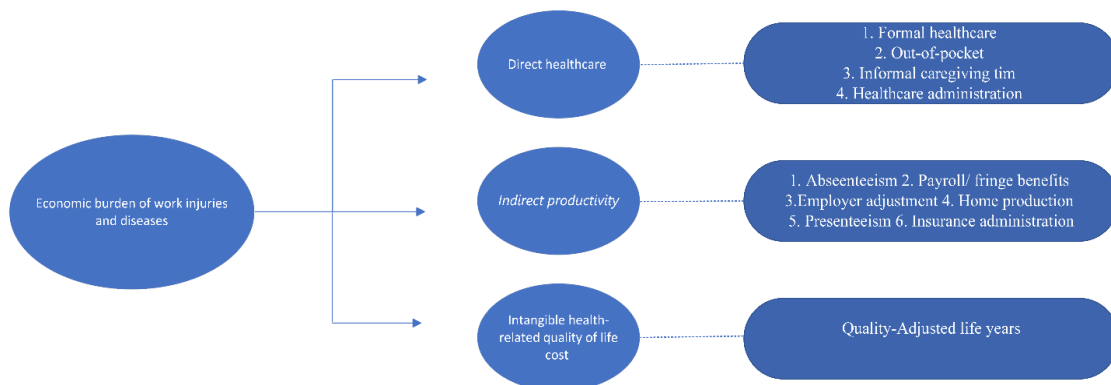 Economic burden of work injuries
and diseases
Direct healthcare
1. Formal healthcare
2. Out-of-pocket
3. Informal caregiving tim
4. Healthcare administration
Indirect productivity
1. Abseenteeism 2. Payroll/ fringe benefits
3.Employer adjustment 4. Home production
5. Presenteeism 6. Insurance administration
Intangible health-
related quality of life
cost
Quality-Adjusted life years